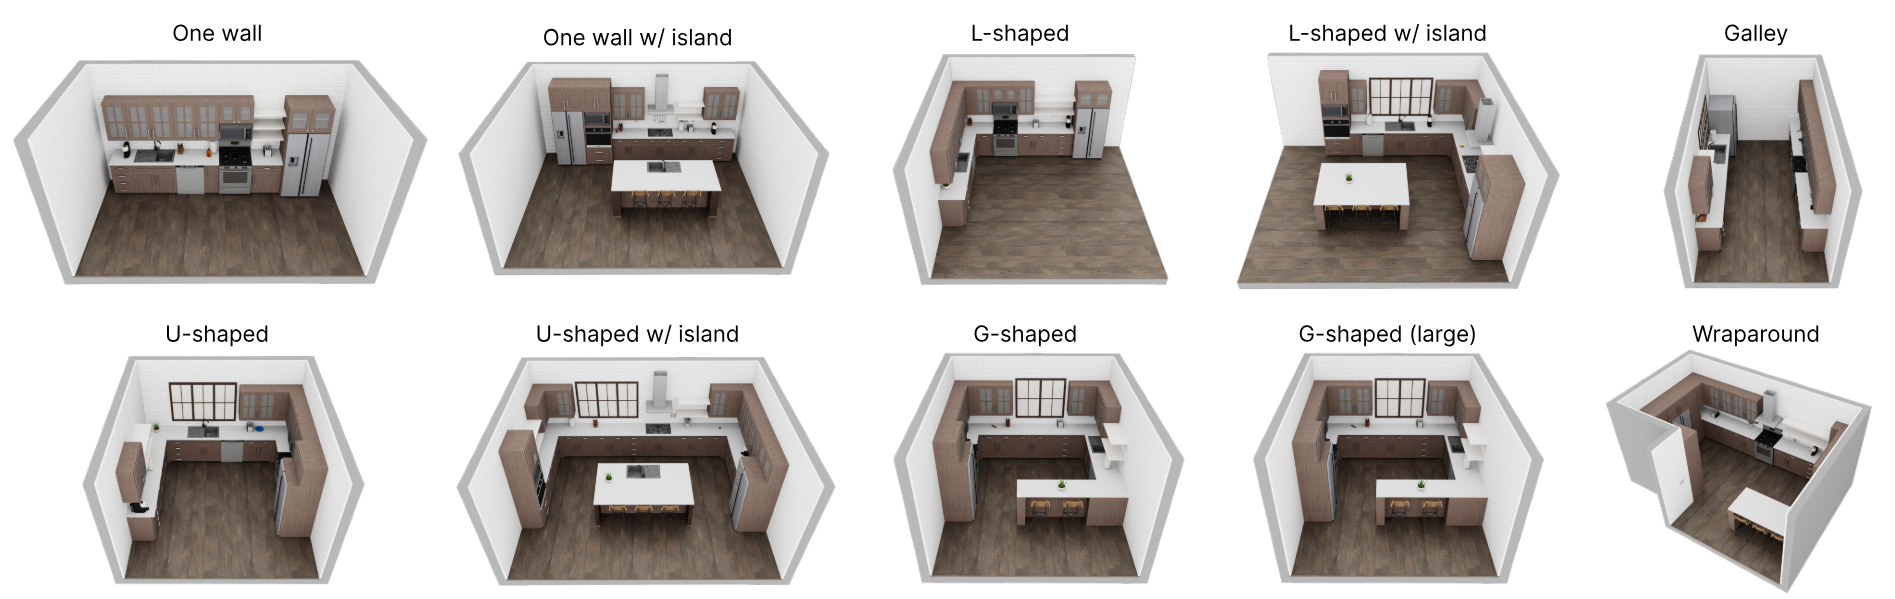 One wall
One wall w/ island
L-shaped
L-shaped w/ island
Galley
U-shaped
U-shaped w/ island
G-shaped
G-shaped (large)
Wraparound